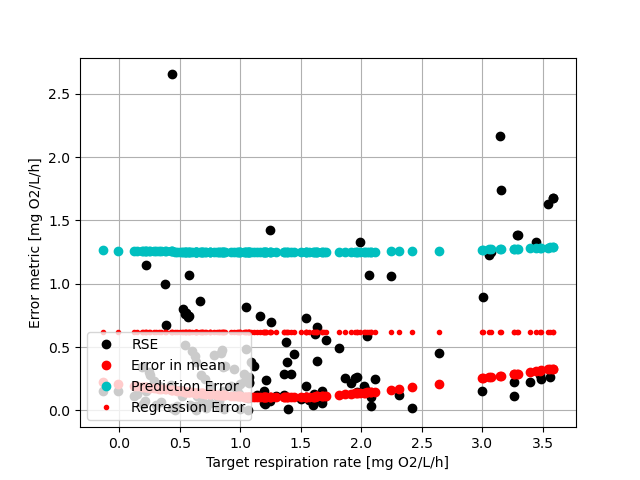 2.5
2.0
1.5
1.0
0.5
0.0
Error metric [mg O2/L/h]
RSE
Error in mean
Prediction Error
Regression Error
0.0 0.5 1.0 1.5 2.0 2.5 3.0 3.5
Target respiration rate [mg O2/L/h]